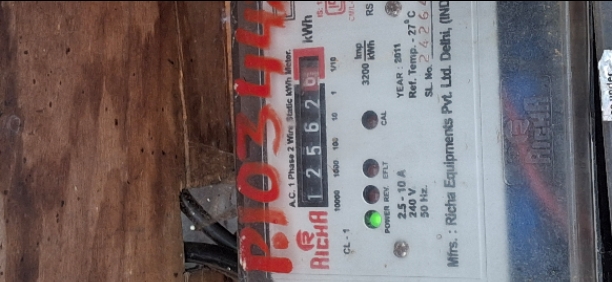 P.10344
A.C. 1 Phase 2 Wire Static kWh Meter.
RICHA
1 2 5 6 2
kWh
10000 1000 100 10 1 1/10
CL - 1
POWER REV. EFLT CAL
3200 Imp/kWh
2.5 - 10 A
240 V
50 Hz.
YEAR : 2011
Ref. Temp. - 27°C
SL. No.
Mfrs. : Richa Equipments Pvt. Ltd. Delhi,
RICHA